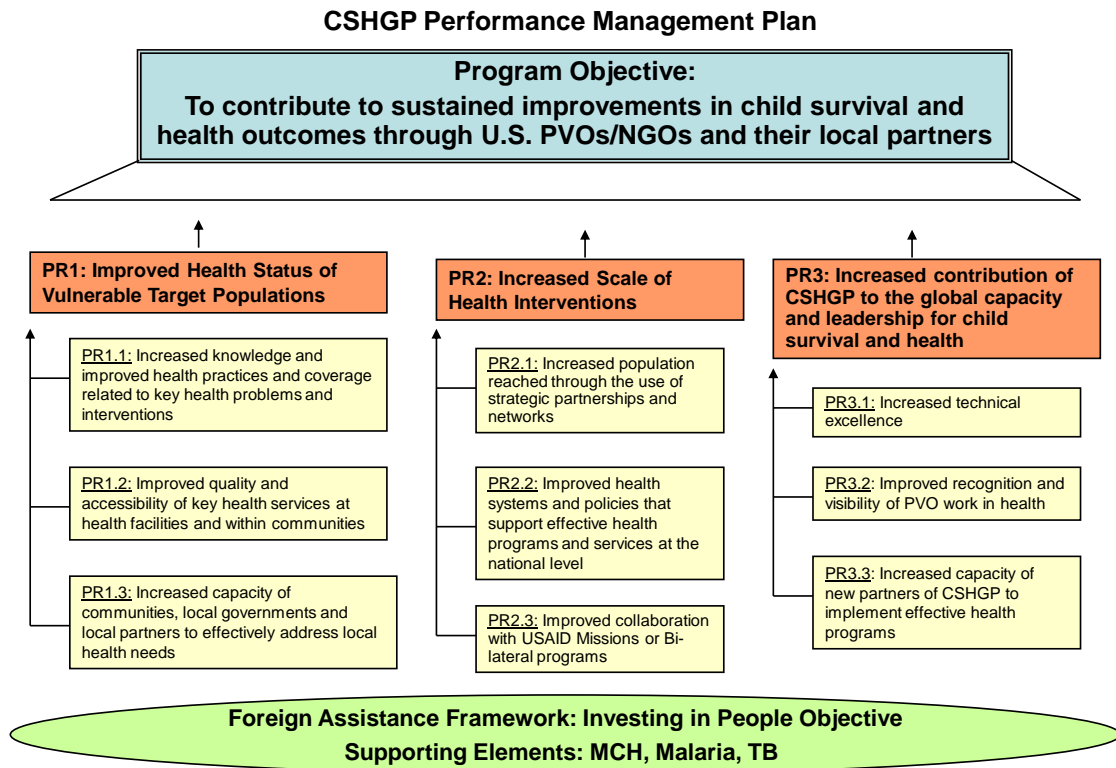 CSHGP Performance Management Plan
Program Objective:
To contribute to sustained improvements in child survival and
health outcomes through U.S. PVOs/NGOs and their local partners
PR1: Improved Health Status of
Vulnerable Target Populations
PR1.1: Increased knowledge and
improved health practices and coverage
related to key health problems and
interventions
PR1.2: Improved quality and
accessibility of key health services at
health facilities and within communities
PR1.3: Increased capacity of
communities, local governments and
local partners to effectively address local
health needs
PR2: Increased Scale of
Health Interventions
PR2.1: Increased population
reached through the use of
strategic partnerships and
networks
PR2.2: Improved health
systems and policies that
support effective health
programs and services at the
national level
PR2.3: Improved collaboration
with USAID Missions or Bi-
lateral programs
PR3: Increased contribution of
CSHGP to the global capacity
and leadership for child
survival and health
PR3.1: Increased technical
excellence
PR3.2: Improved recognition and
visibility of PVO work in health
PR3.3: Increased capacity of
new partners of CSHGP to
implement effective health
programs
Foreign Assistance Framework: Investing in People Objective
Supporting Elements: MCH, Malaria, TB